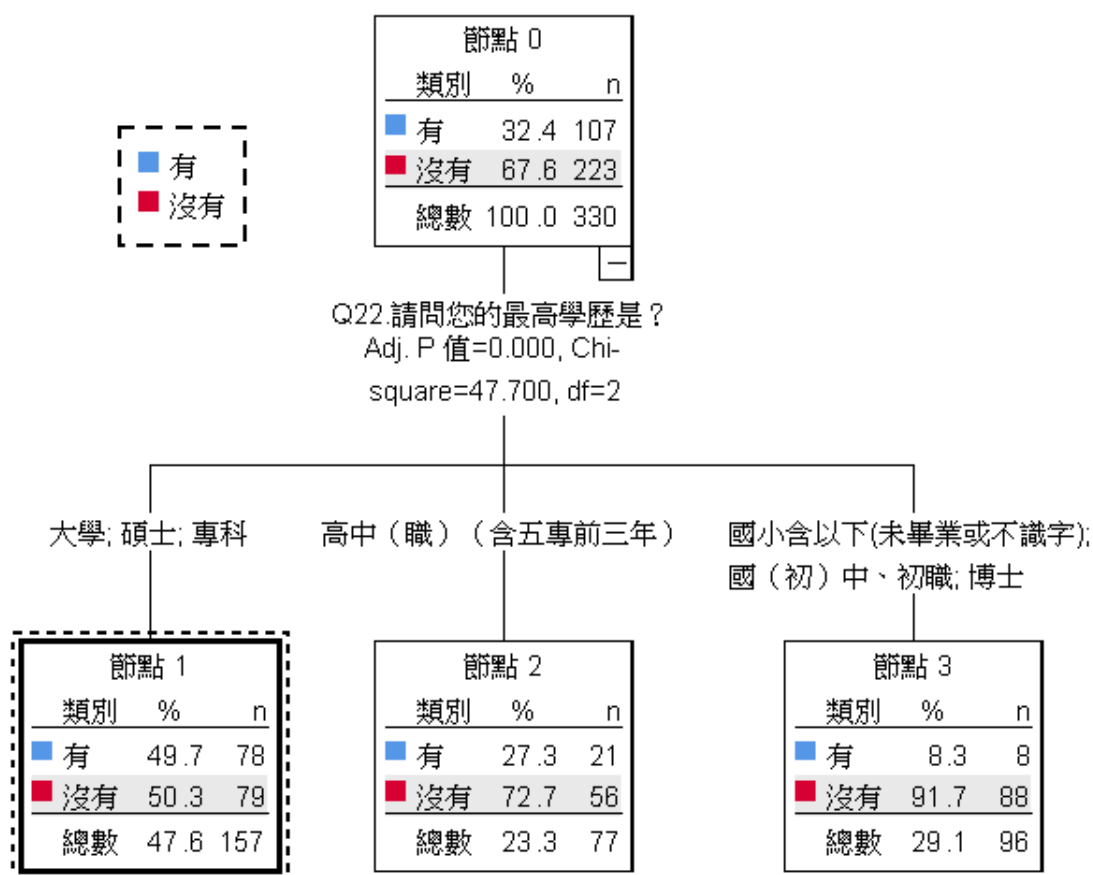 節點 0
類別 % n
有 32.4 107
沒有 67.6 223
總數 100.0 330
有
沒有
Q22.請問您的最高學歷是？
Adj. P 值=0.000, Chi-
square=47.700, df=2
大學; 碩士; 專科
高中（職）（含五專前三年）
國小含以下(未畢業或不識字);
國（初）中、初職; 博士
節點 1
類別 % n
有 49.7 78
沒有 50.3 79
總數 47.6 157
節點 2
類別 % n
有 27.3 21
沒有 72.7 56
總數 23.3 77
節點 3
類別 % n
有 8.3 8
沒有 91.7 88
總數 29.1 96